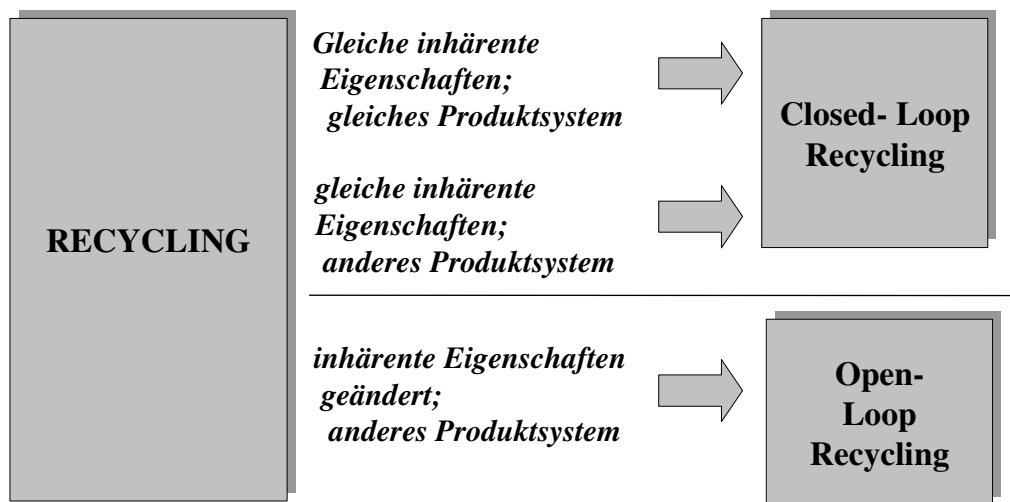 RECYCLING
Gleiche inhärente
Eigenschaften;
gleiches Produktsystem
gleiche inhärente
Eigenschaften;
anderes Produktsystem
Closed- Loop
Recycling
inhärente Eigenschaften
geändert;
anderes Produktsystem
Open-
Loop
Recycling